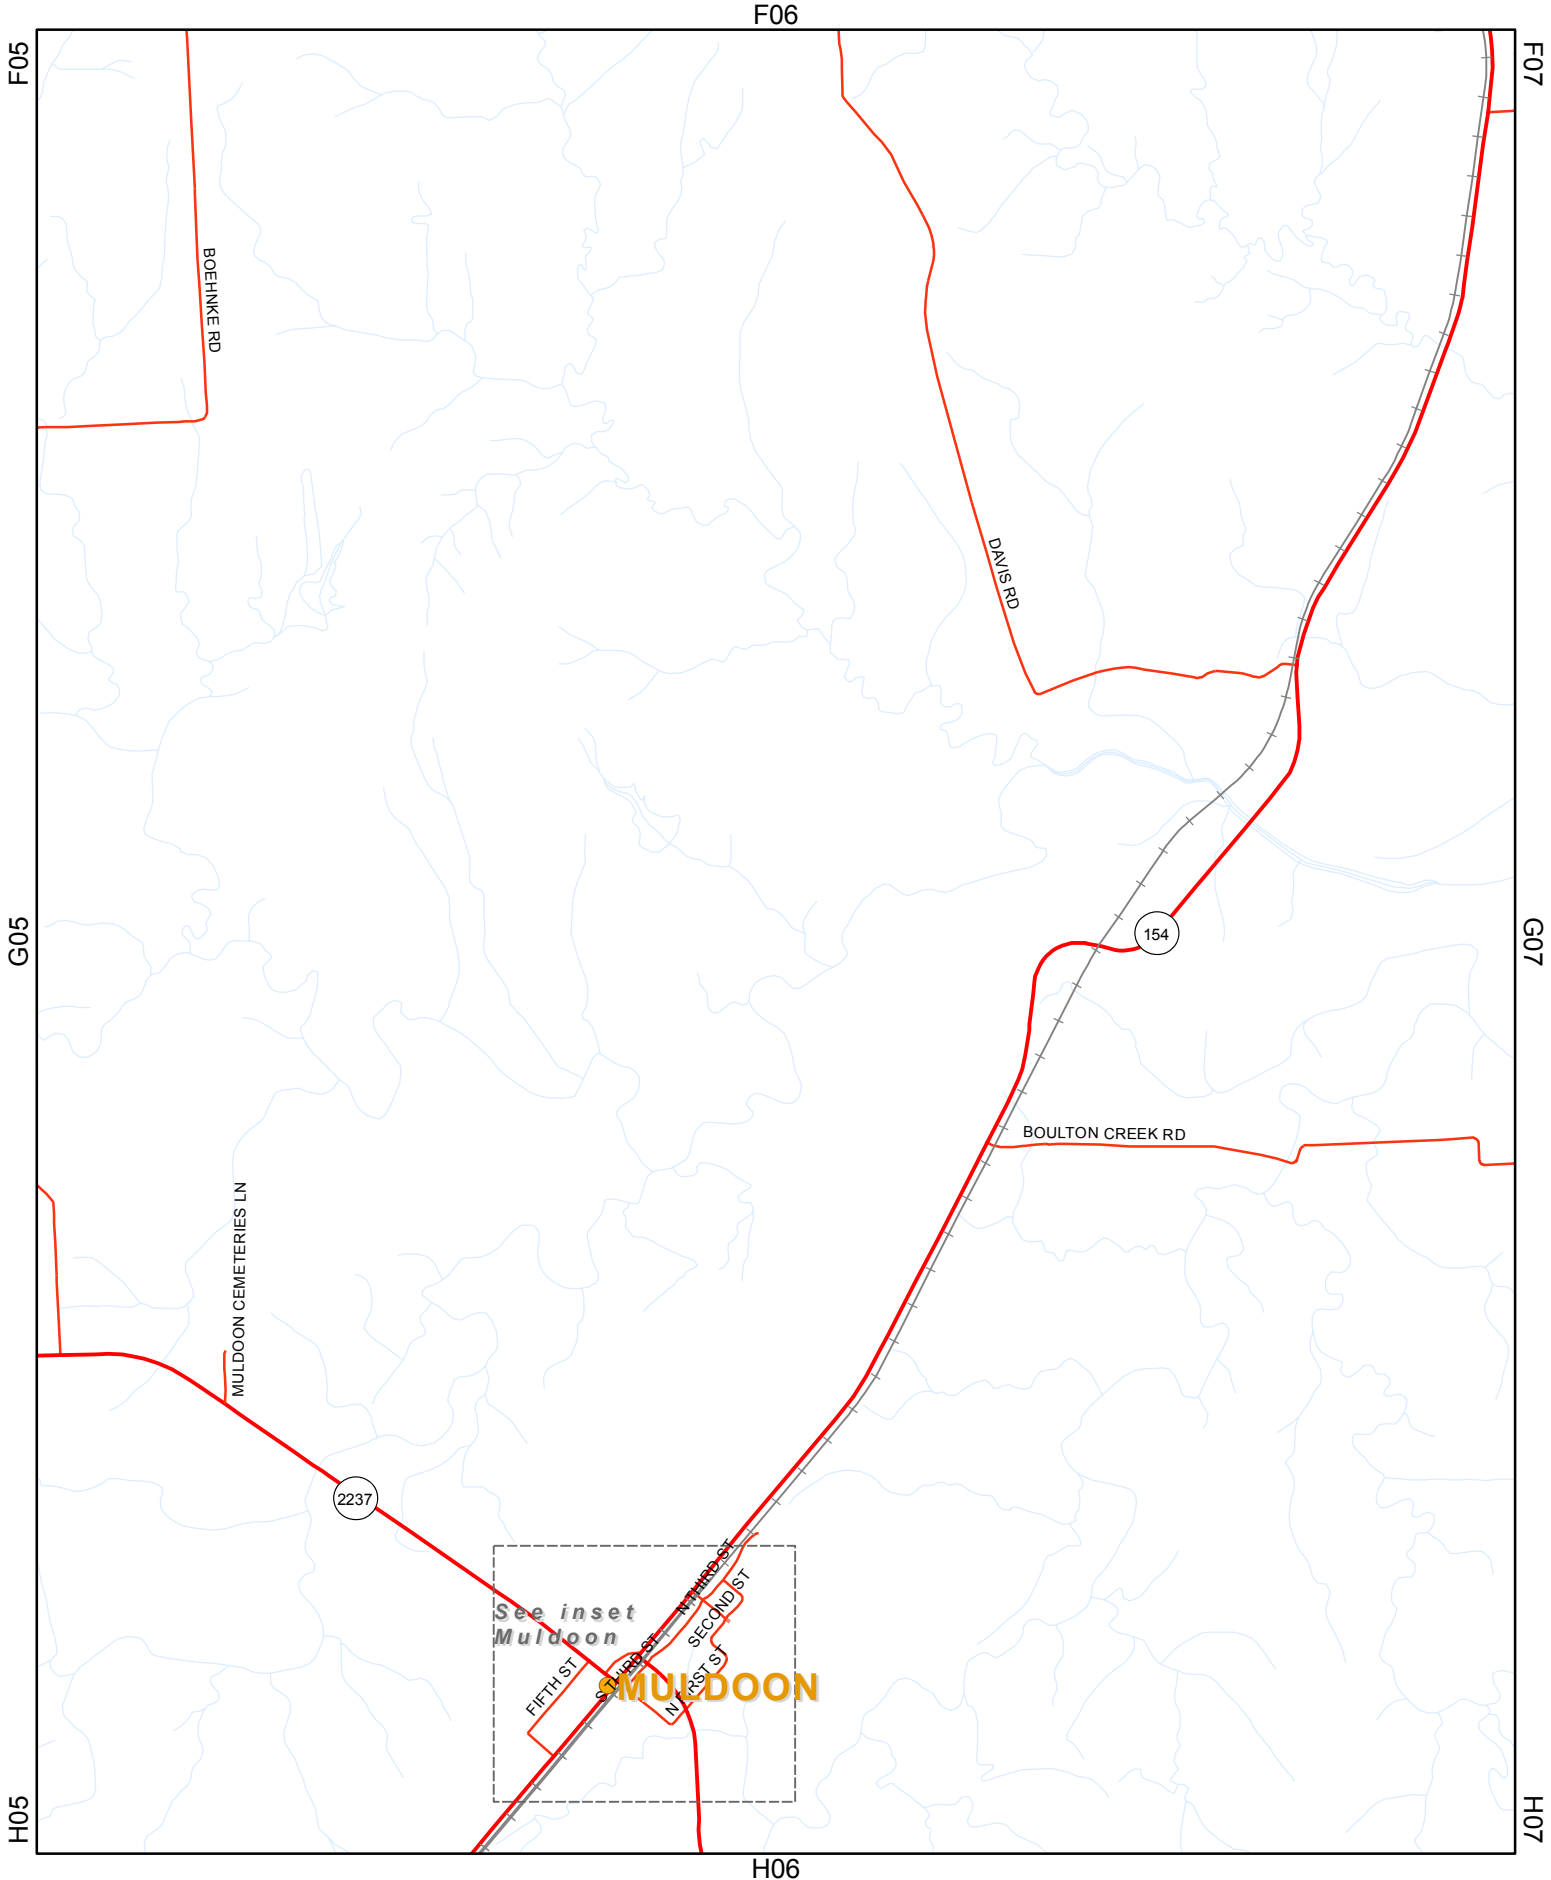 F06
F05
F07
BOEHNKE RD
DAVIS RD
G05
154
G07
BOULTON CREEK RD
MULDOON CEMETERIES LN
2237
N THIRD ST
SECOND ST
See inset
Muldoon
S THIRD ST
FIFTH ST
N FIRST ST
MULDOON
H05
H07
H06